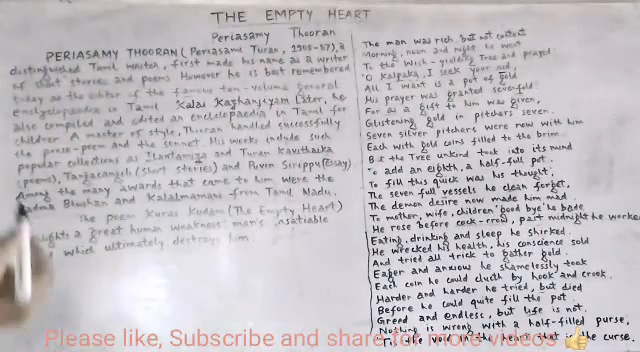 THE EMPTY HEART
Periasamy Thooran
PERIASAMY THOORAN (Periasami Turan, 1908-87), a
distinguished Tamil writer, first made his name as a writer
of short stories and poems However he is best remembered
today as the editor of the famous ten-volume general
encyclopaedia in Tamil Kalai Kazhanjiyam Later, he
also compiled and edited an encyclopaedia in Tamil for
children A master of style, Thooran handled successfully
the prose-poem and the sonnet. His works include such
popular collections as Ilantamiza and Turan Kavithaika
(poems), Tangacangili (short stories) and Puvin Sirippu (Essay)
Among the many awards that came to him were the
Padma Bhushan and Kalaimamani from Tamil Nadu.
The poem Kurai Kudam (The Empty Heart)
a great human weakness: man's insatiable
which ultimately destroys him.
The man was rich, but not content
Morning, noon and night he went
To the Wish-yielding Tree and prayed:
'O Kalpaka, I seek your aid,
All I want is a pot of gold
His prayer was granted sevenfold:
For as a gift to him was given,
Glistening gold in pitchers seven.
Seven silver pitchers were now with him
Each with gold coins filled to the brim.
But the Tree unkind took into its mind
To add an eighth, a half-full pot.
To fill this quick was his thought,
The seven full vessels he clean forget,
The demon desire now made him mad.
To mother, wife, children 'good bye' he bade
He rose before cock-crow, past midnight he worked
Eating, drinking and sleep he shirked.
He wrecked his health, his conscience sold
And tried all trick to gather gold.
Eager and anxious he shamelessly took
Each coin he could clutch by hook and crook.
Harder and harder he tried, but died
Before he could quite fill the pot.
Greed and endless, but life is not.
Nothing is wrong with a half-filled purse,
void in the heart that the curse.
Please like, Subscribe and share for more videos 👍